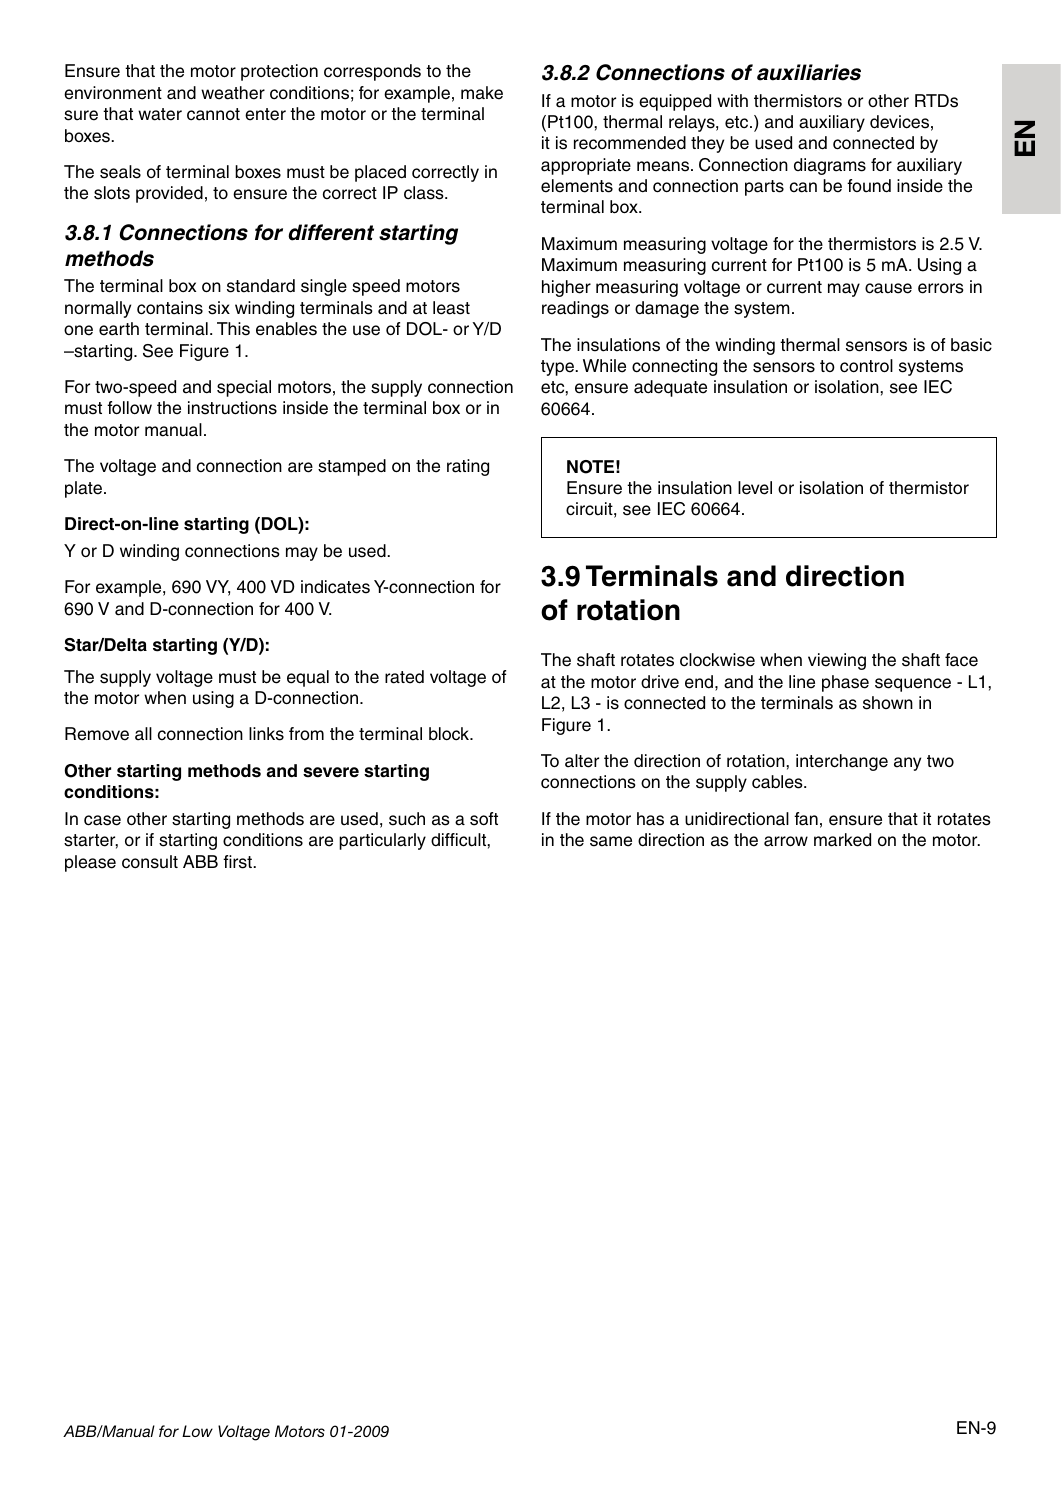 Ensure that the motor protection corresponds to the
environment and weather conditions; for example, make
sure that water cannot enter the motor or the terminal
boxes.
The seals of terminal boxes must be placed correctly in
the slots provided, to ensure the correct IP class.
3.8.1 Connections for different starting
methods
The terminal box on standard single speed motors
normally contains six winding terminals and at least
one earth terminal. This enables the use of DOL- or Y/D
–starting. See Figure 1.
For two-speed and special motors, the supply connection
must follow the instructions inside the terminal box or in
the motor manual.
The voltage and connection are stamped on the rating
plate.
Direct-on-line starting (DOL):
Y or D winding connections may be used.
For example, 690 VY, 400 VD indicates Y-connection for
690 V and D-connection for 400 V.
Star/Delta starting (Y/D):
The supply voltage must be equal to the rated voltage of
the motor when using a D-connection.
Remove all connection links from the terminal block.
Other starting methods and severe starting
conditions:
In case other starting methods are used, such as a soft
starter, or if starting conditions are particularly difficult,
please consult ABB first.
3.8.2 Connections of auxiliaries
If a motor is equipped with thermistors or other RTDs
(Pt100, thermal relays, etc.) and auxiliary devices,
it is recommended they be used and connected by
appropriate means. Connection diagrams for auxiliary
elements and connection parts can be found inside the
terminal box.
Maximum measuring voltage for the thermistors is 2.5 V.
Maximum measuring current for Pt100 is 5 mA. Using a
higher measuring voltage or current may cause errors in
readings or damage the system.
The insulations of the winding thermal sensors is of basic
type. While connecting the sensors to control systems
etc, ensure adequate insulation or isolation, see IEC
60664.
NOTE!
Ensure the insulation level or isolation of thermistor
circuit, see IEC 60664.
3.9 Terminals and direction
of rotation
The shaft rotates clockwise when viewing the shaft face
at the motor drive end, and the line phase sequence - L1,
L2, L3 - is connected to the terminals as shown in
Figure 1.
To alter the direction of rotation, interchange any two
connections on the supply cables.
If the motor has a unidirectional fan, ensure that it rotates
in the same direction as the arrow marked on the motor.
EN
ABB/Manual for Low Voltage Motors 01-2009
EN-9